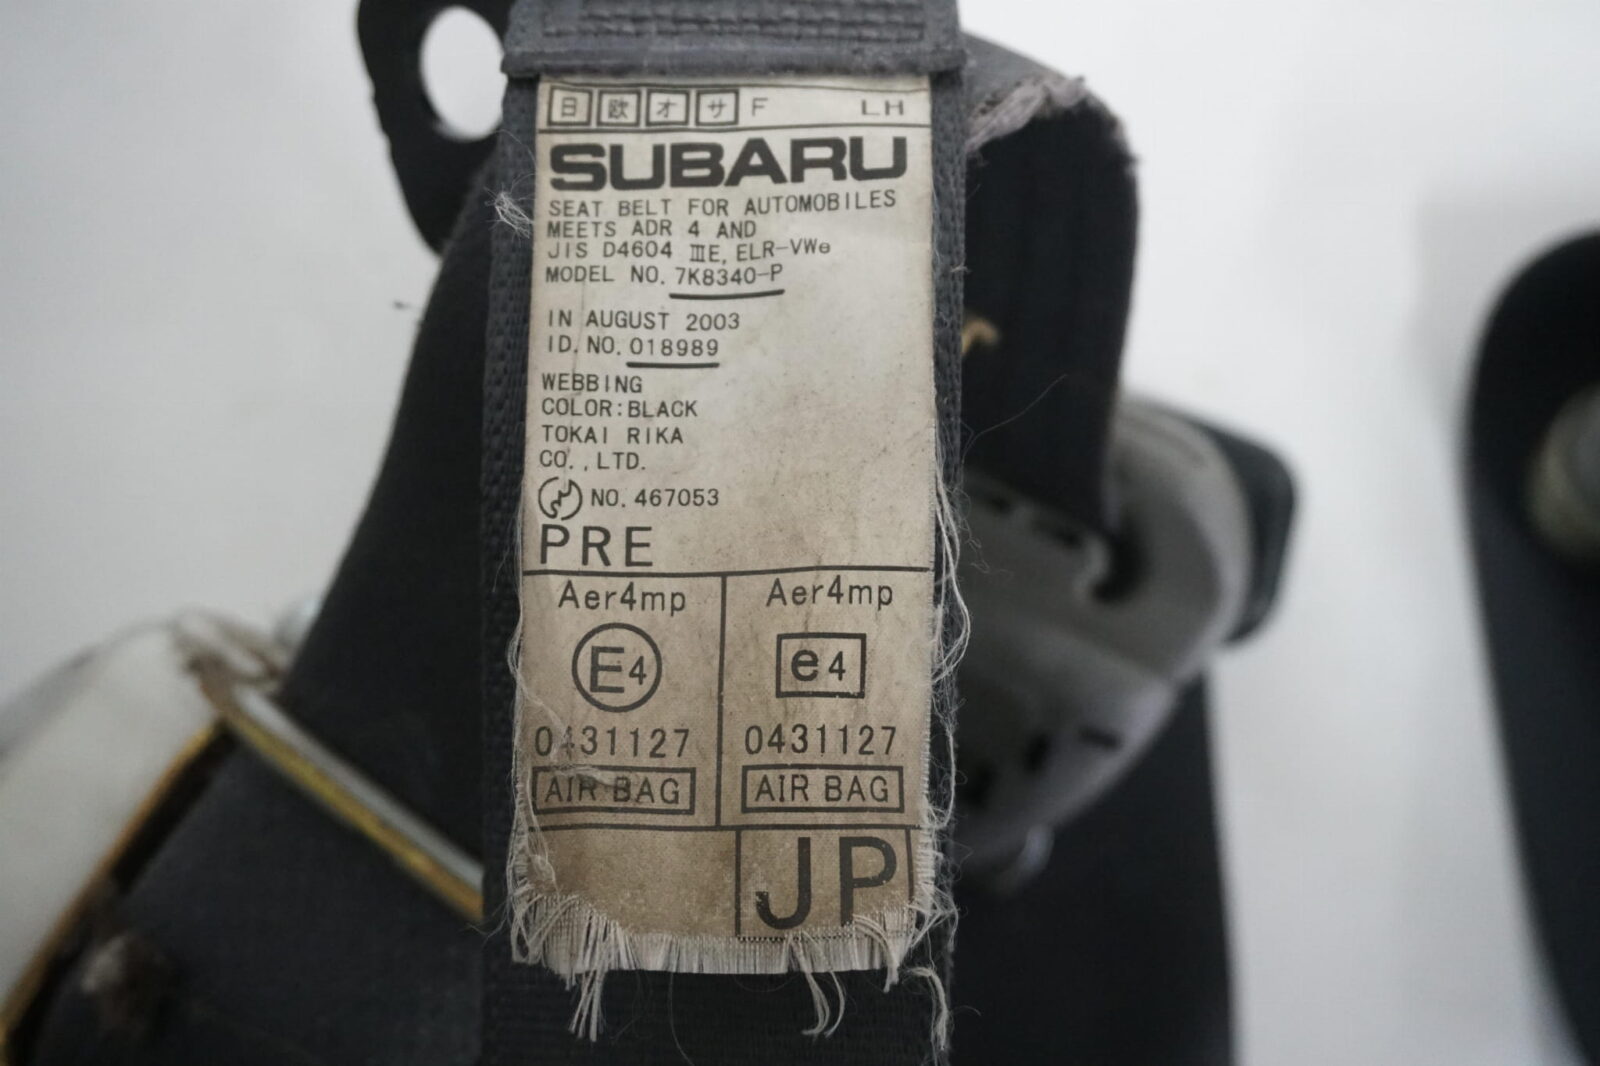 日 欧 オ サ F LH
SUBARU
SEAT BELT FOR AUTOMOBILES
MEETS ADR 4 AND
JIS D4604 ⅢE, ELR-VWe
MODEL NO. 7K8340-P
IN AUGUST 2003
ID. NO. 018989
WEBBING
COLOR:BLACK
TOKAI RIKA
CO., LTD.
NO. 467053
PRE
Aer4mp Aer4mp
E4 e4
0431127 0431127
AIR BAG AIR BAG
JP